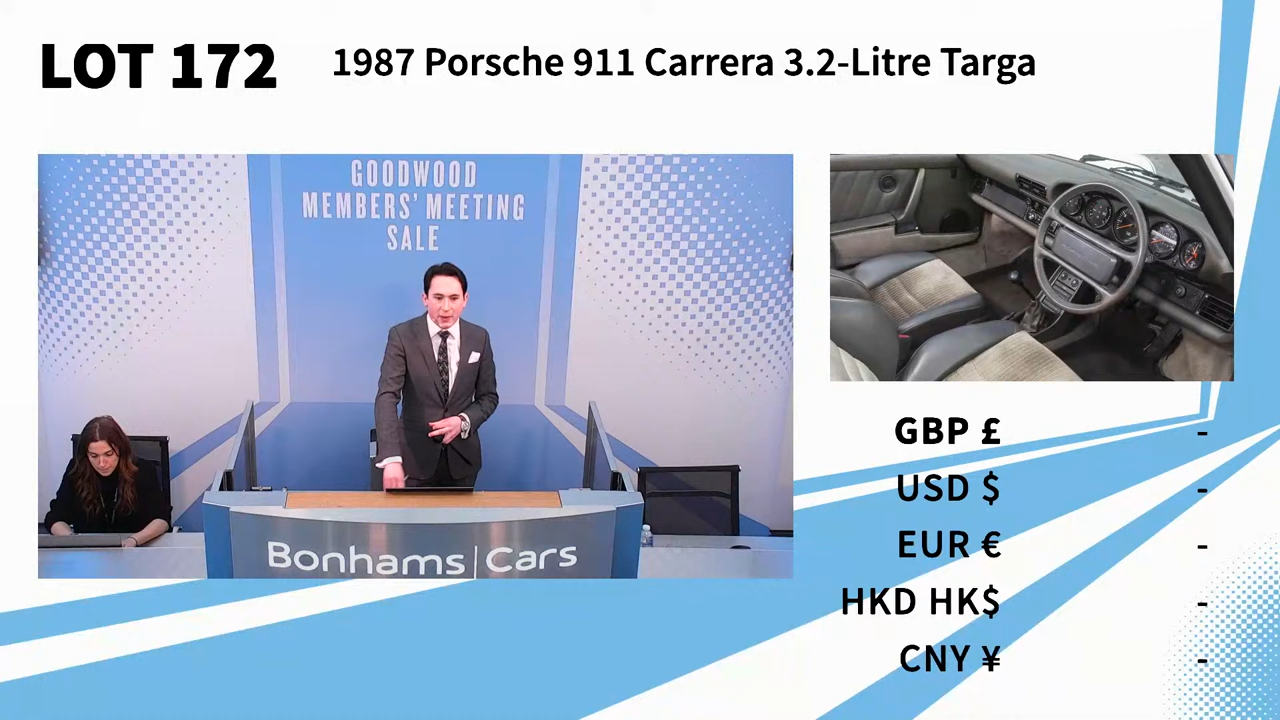 LOT 172
1987 Porsche 911 Carrera 3.2-Litre Targa
GOODWOOD
MEMBERS' MEETING
SALE
Bonhamsǀ Cars
GBP £ -
USD $ -
EUR € -
HKD HK$ -
CNY ¥ -